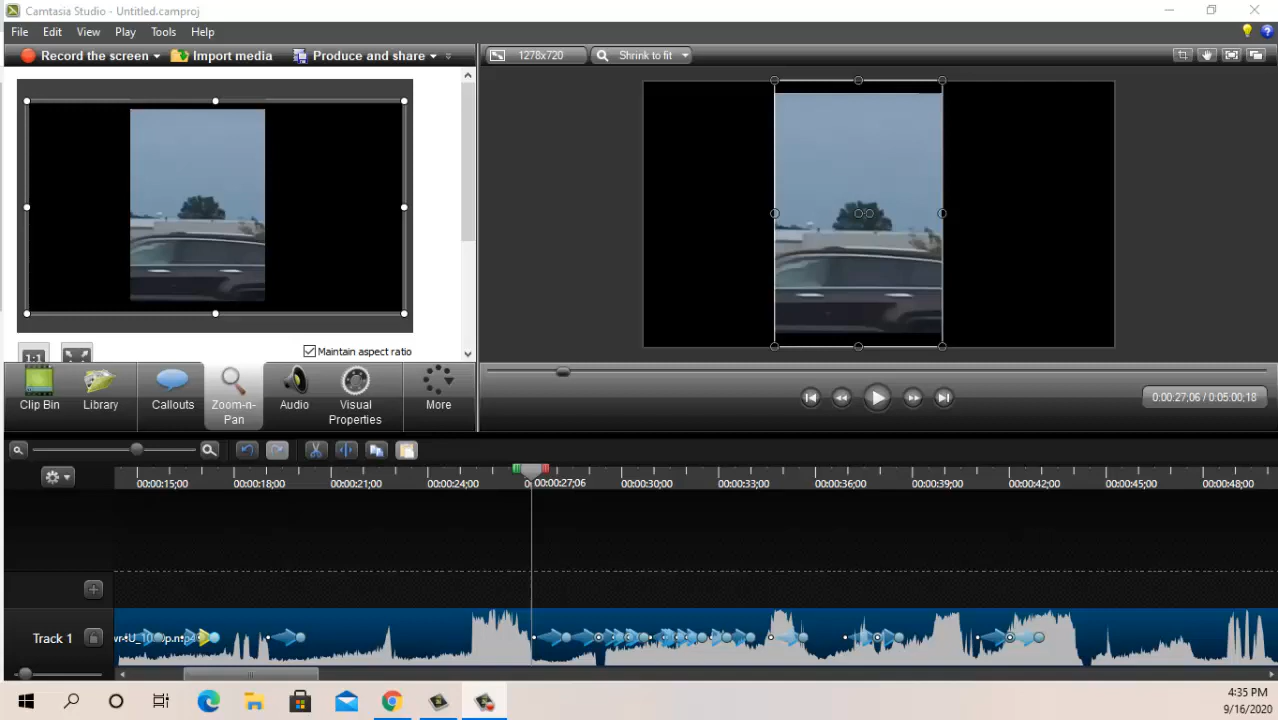 Camtasia Studio - Untitled.camproj
File Edit View Play Tools Help
Record the screen Import media Produce and share
1278x720 Shrink to fit
1:1
Maintain aspect ratio
Clip Bin Library Callouts Zoom-n-Pan Audio Visual Properties More
0:00:27,06 / 0:05:00,18
00:00:15;00 00:00:18;00 00:00:21;00 00:00:24;00 00:00:27;06 00:00:30;00 00:00:33;00 00:00:36;00 00:00:39;00 00:00:42;00 00:00:45;00 00:00:48;00
Track 1
4:35 PM
9/16/2020